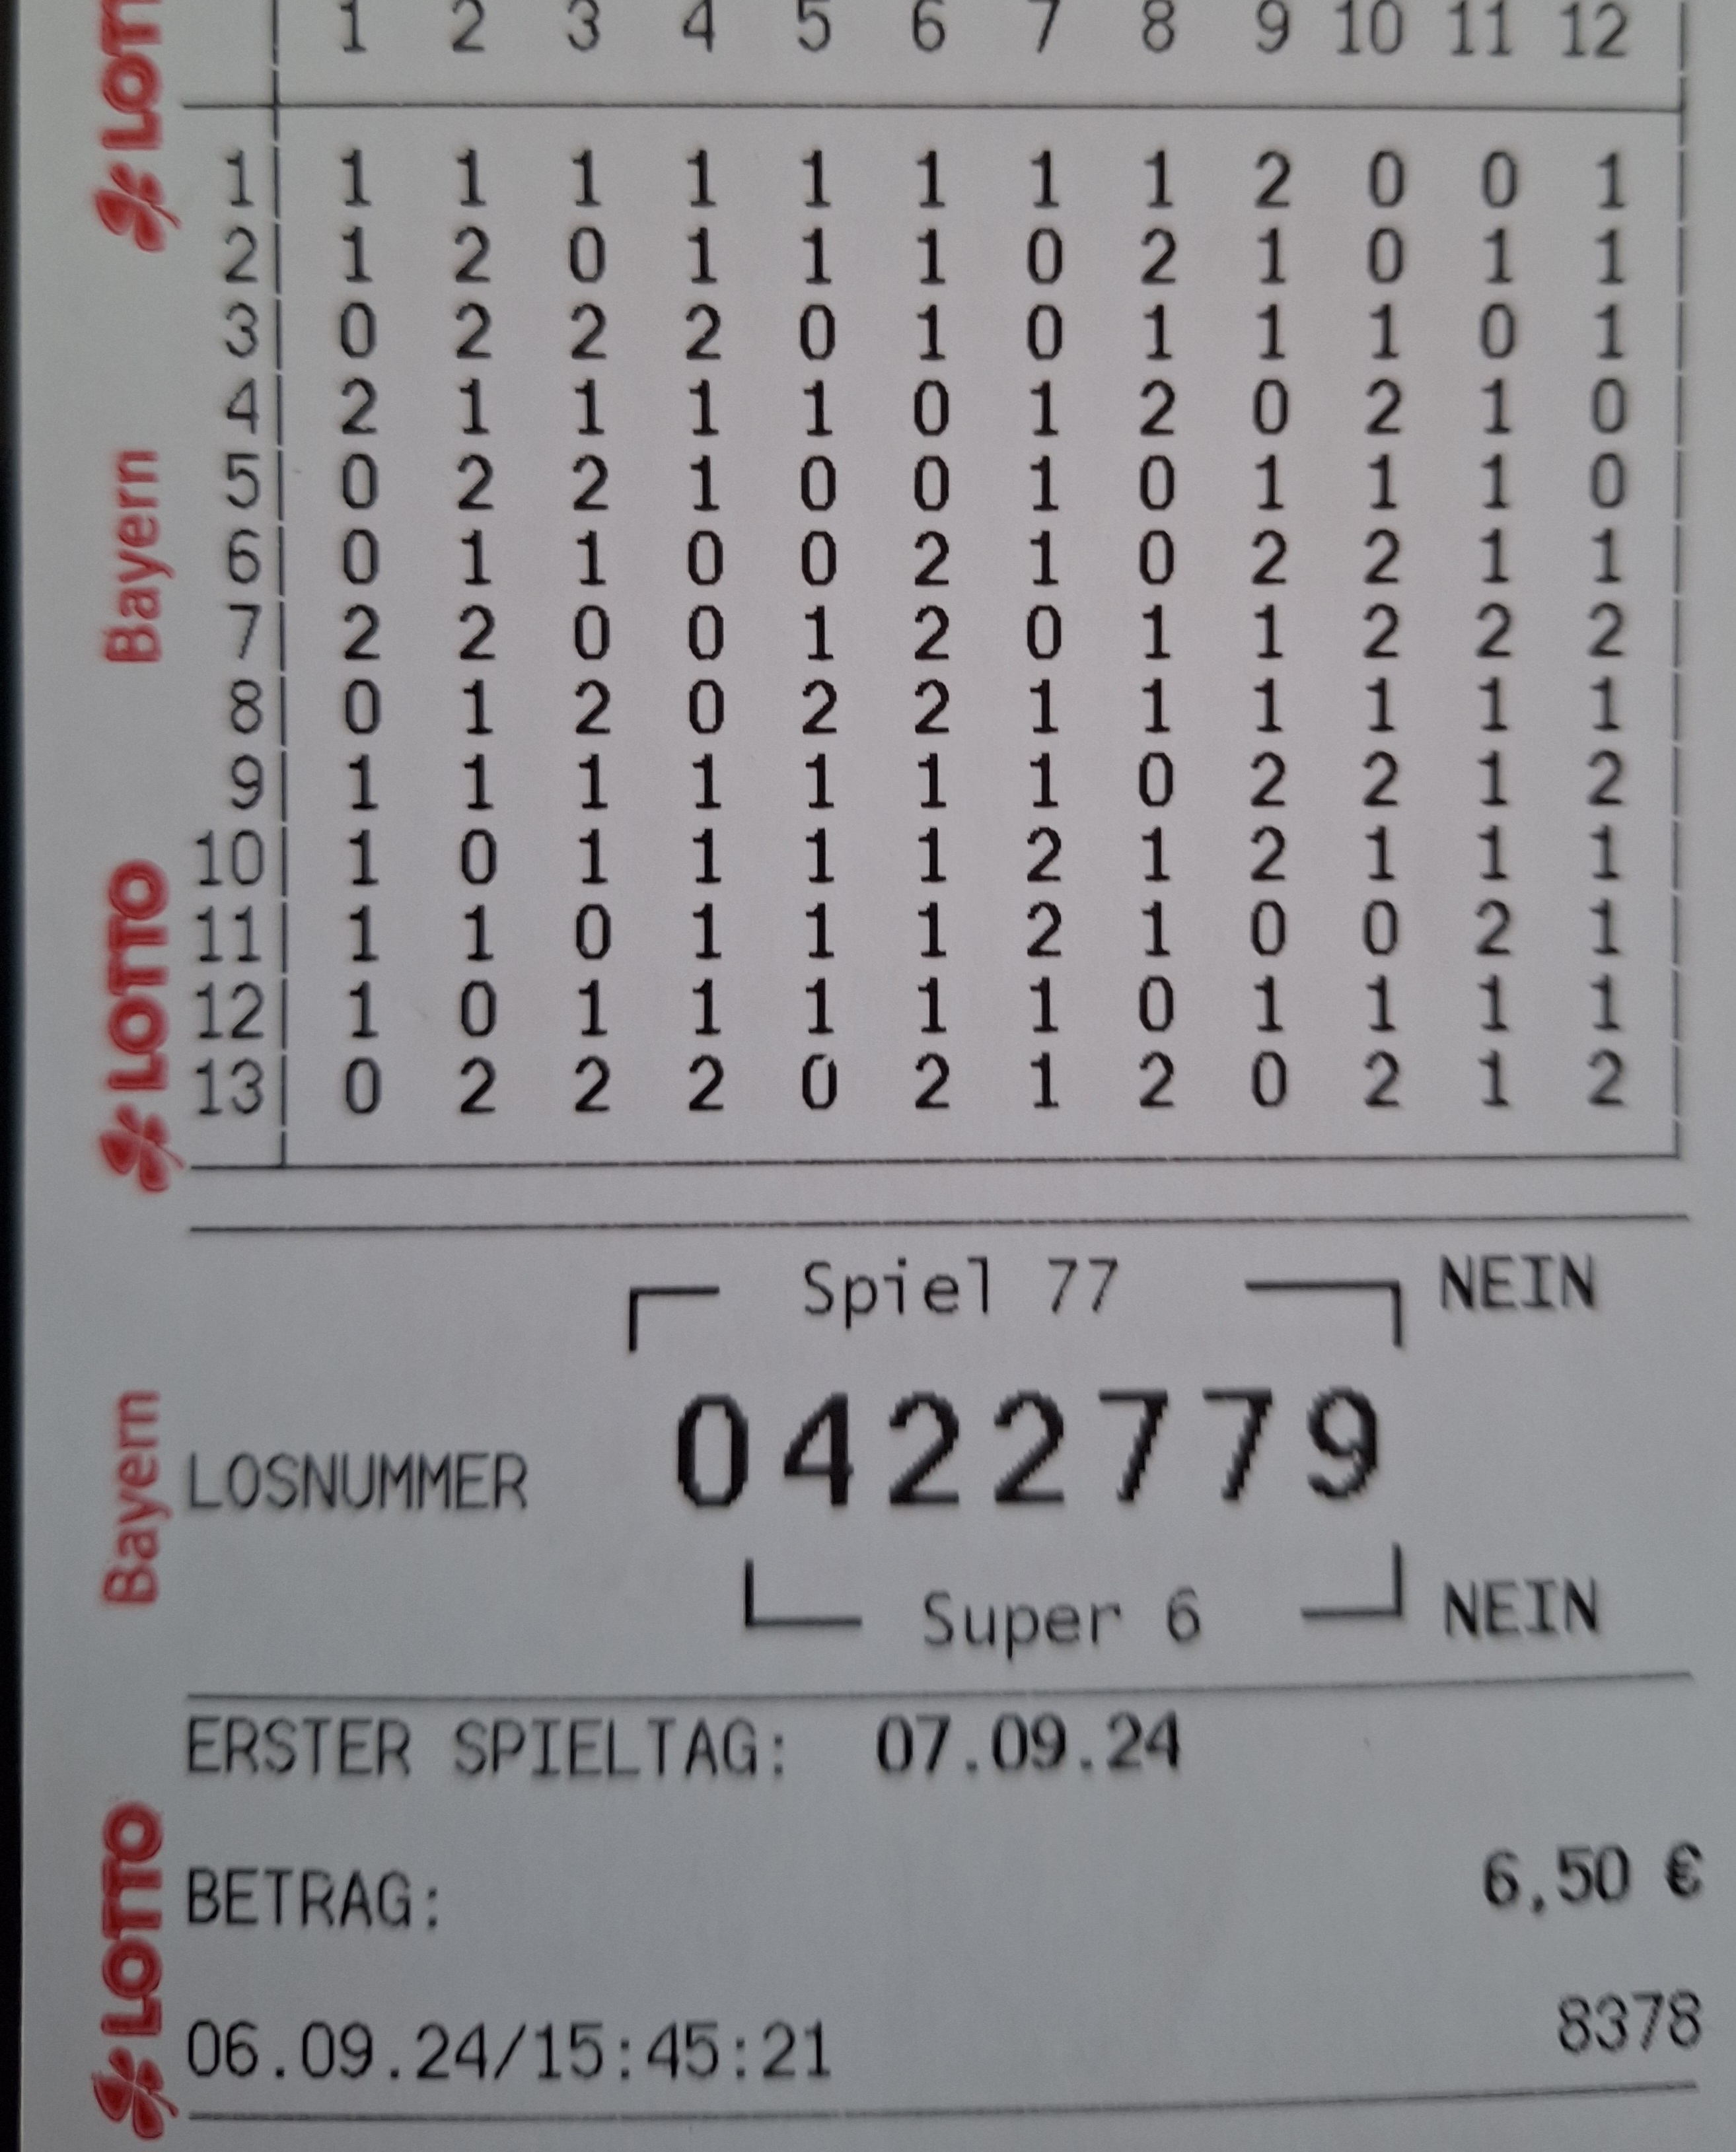 1 2 3 4 5 6 7 8 9 10 11 12
1 1 1 1 1 1 1 1 1 2 0 0 1
2 1 2 0 1 1 1 0 2 1 0 1 1
3 0 2 2 2 0 1 0 1 1 1 0 1
4 2 1 1 1 1 0 1 2 0 2 1 0
5 0 2 2 1 0 0 1 0 1 1 1 0
6 0 1 1 0 0 2 1 0 2 2 1 1
7 2 2 0 0 1 2 0 1 1 2 2 2
8 0 1 2 0 2 2 1 1 1 1 1 1
9 1 1 1 1 1 1 1 0 2 2 1 2
10 1 0 1 1 1 1 2 1 2 1 1 1
11 1 1 0 1 1 1 2 1 0 0 2 1
12 1 0 1 1 1 1 1 0 1 1 1 1
13 0 2 2 2 0 2 1 2 0 2 1 2
Spiel 77 NEIN
LOSNUMMER 0422779
Super 6 NEIN
ERSTER SPIELTAG: 07.09.24
BETRAG: 6,50 €
06.09.24/15:45:21 8378
LOTTO Bayern LOTTO Bayern LOTT